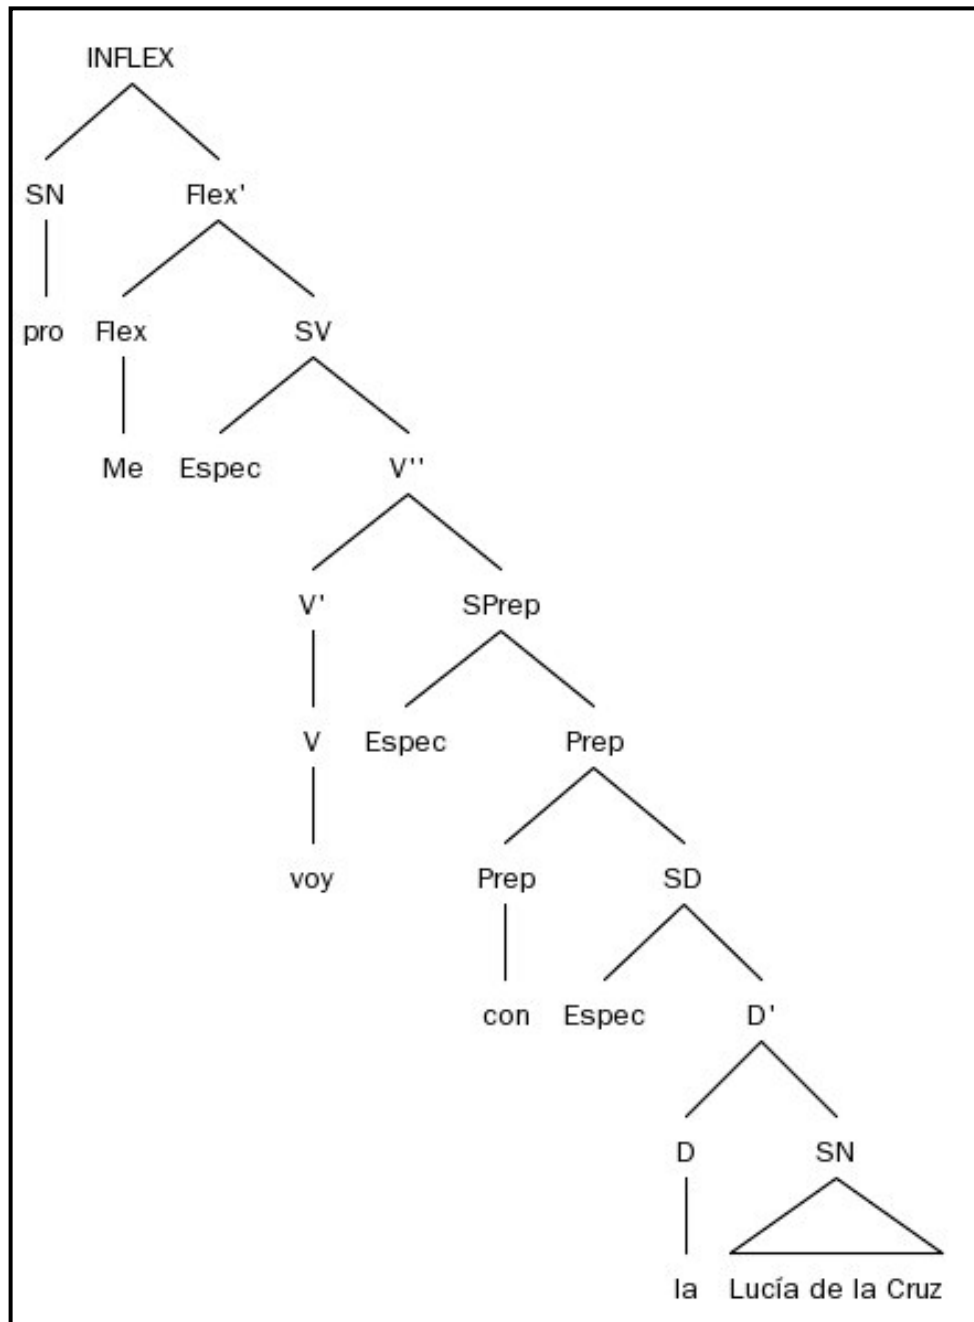 INFLEX
SN Flex'
pro Flex SV
Me Espec V''
V' SPrep
V Espec Prep
voy Prep SD
con Espec D'
D SN
la Lucía de la Cruz